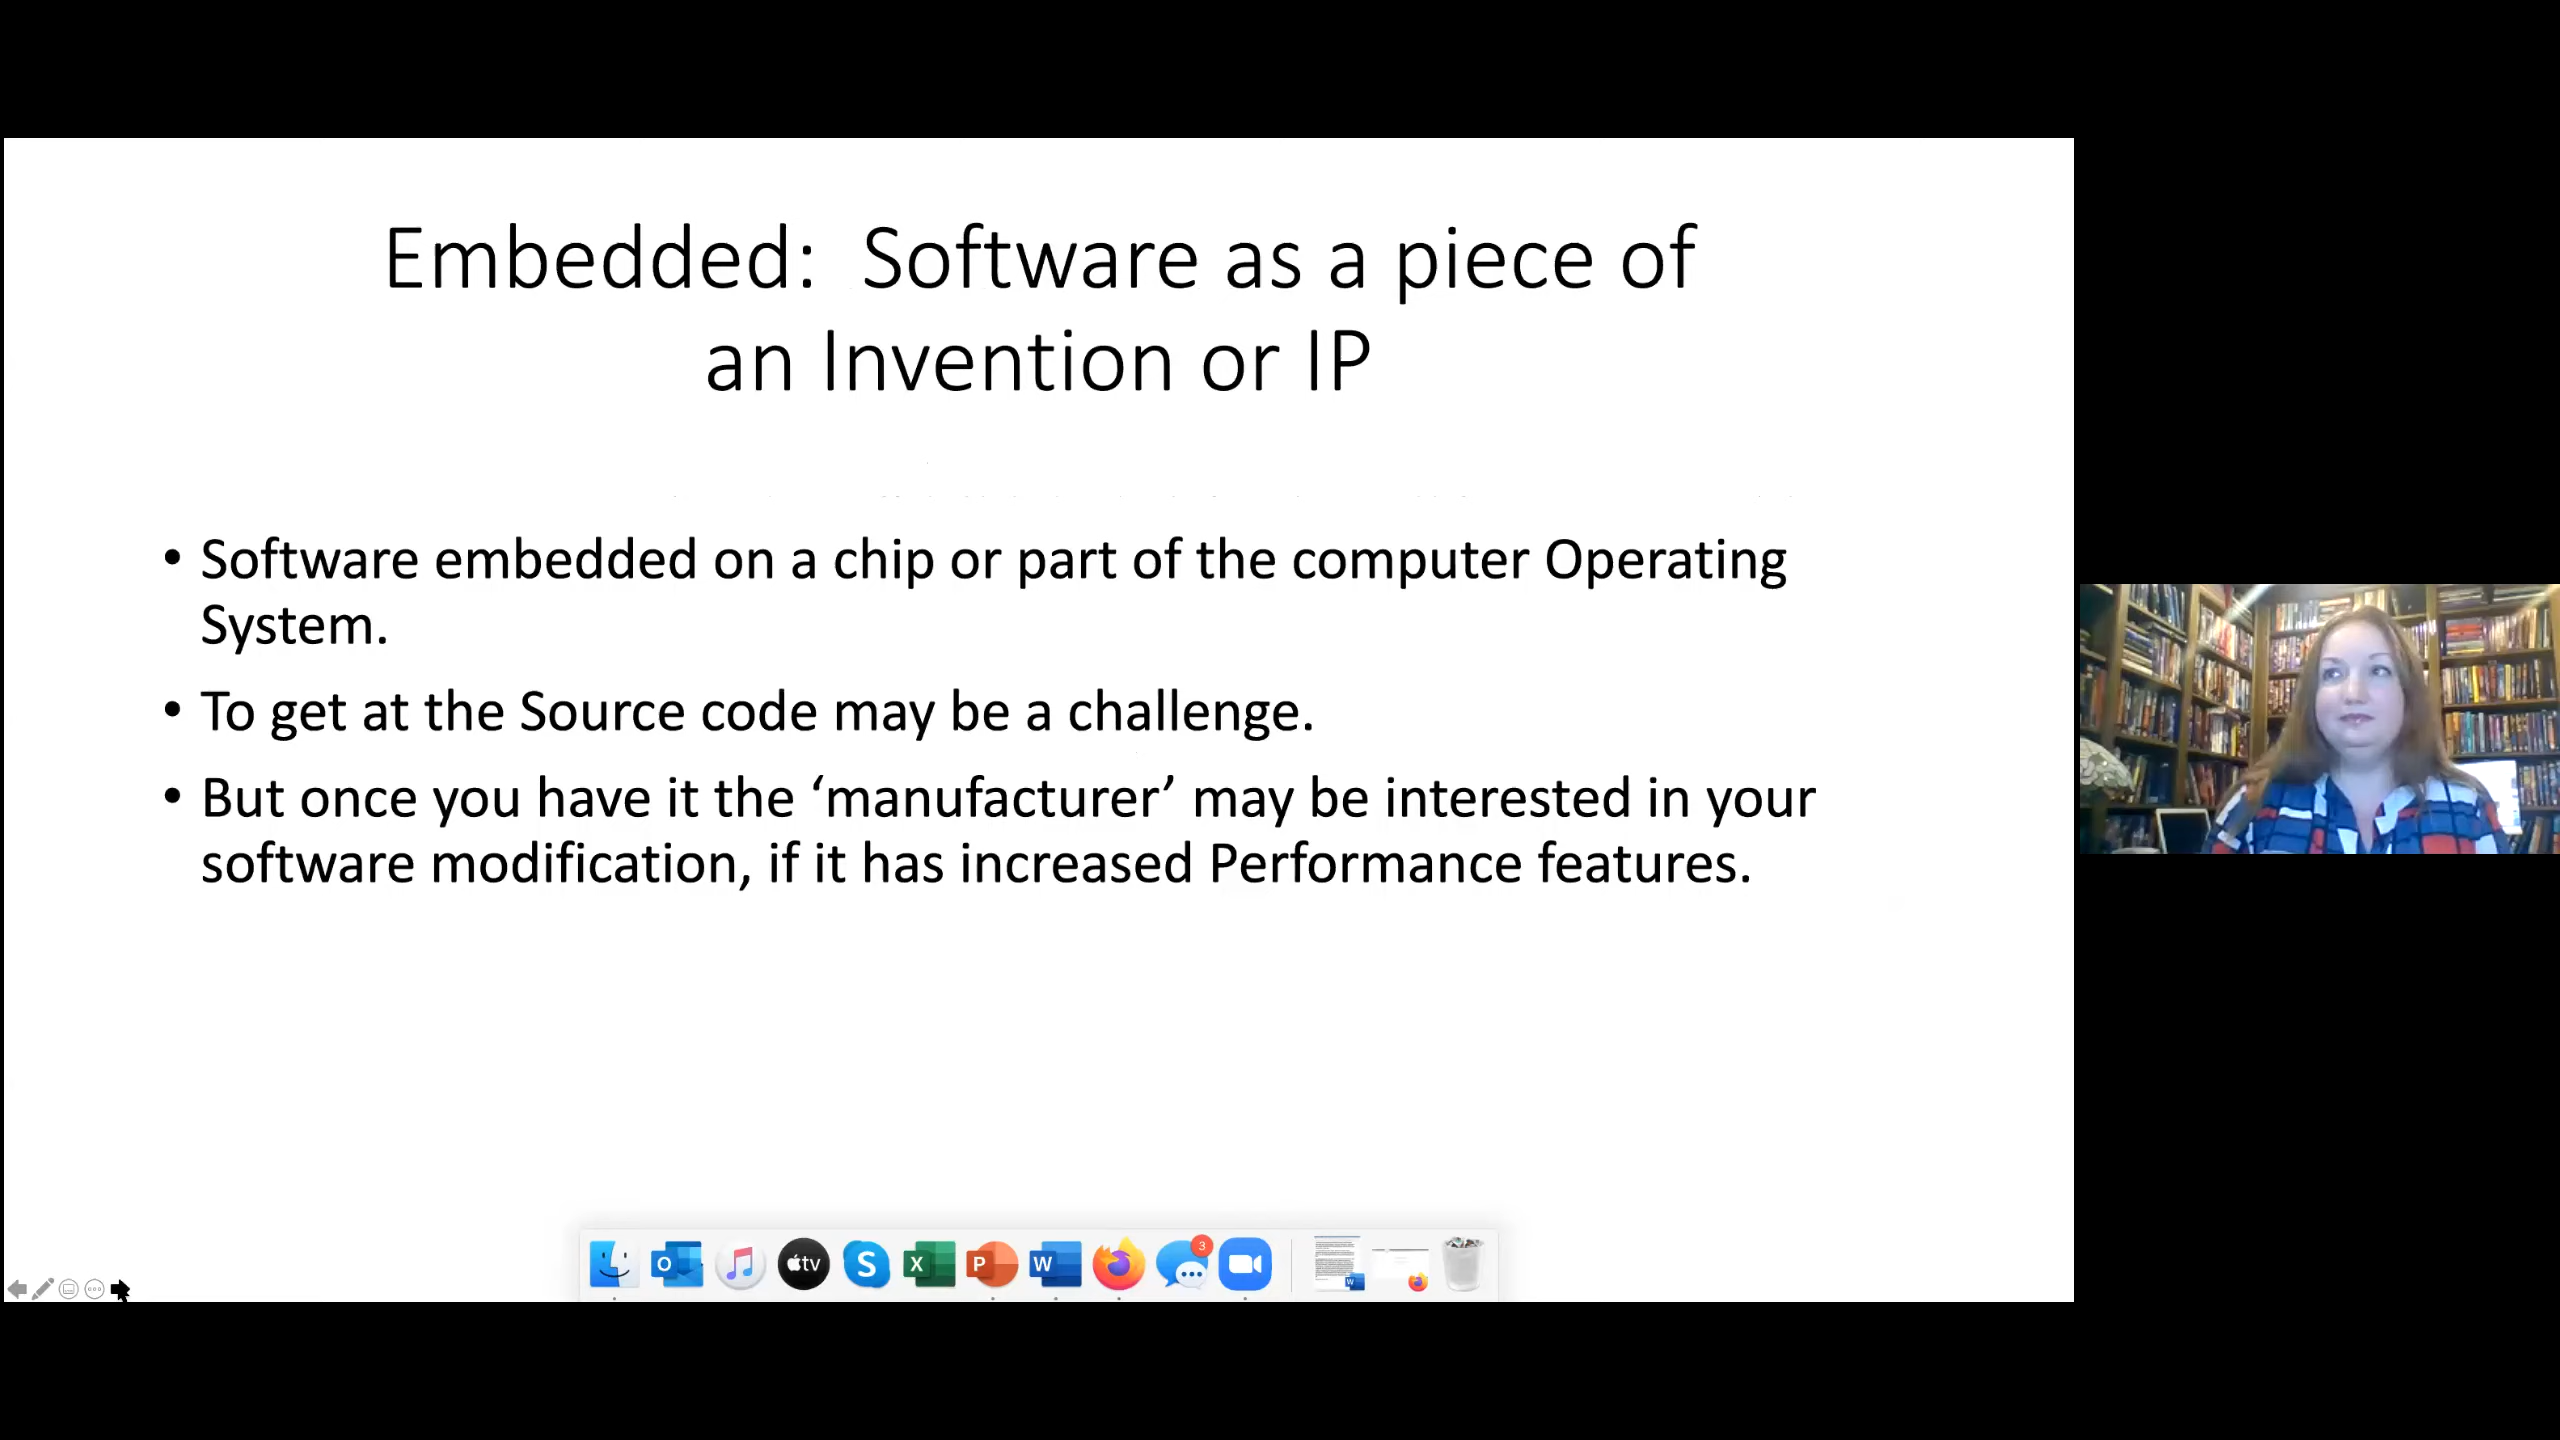 Embedded:  Software as a piece of
an Invention or IP
• Software embedded on a chip or part of the computer Operating
System.
• To get at the Source code may be a challenge.
• But once you have it the ‘manufacturer’ may be interested in your
software modification, if it has increased Performance features.
O
tv
S
X
P
W
3
W